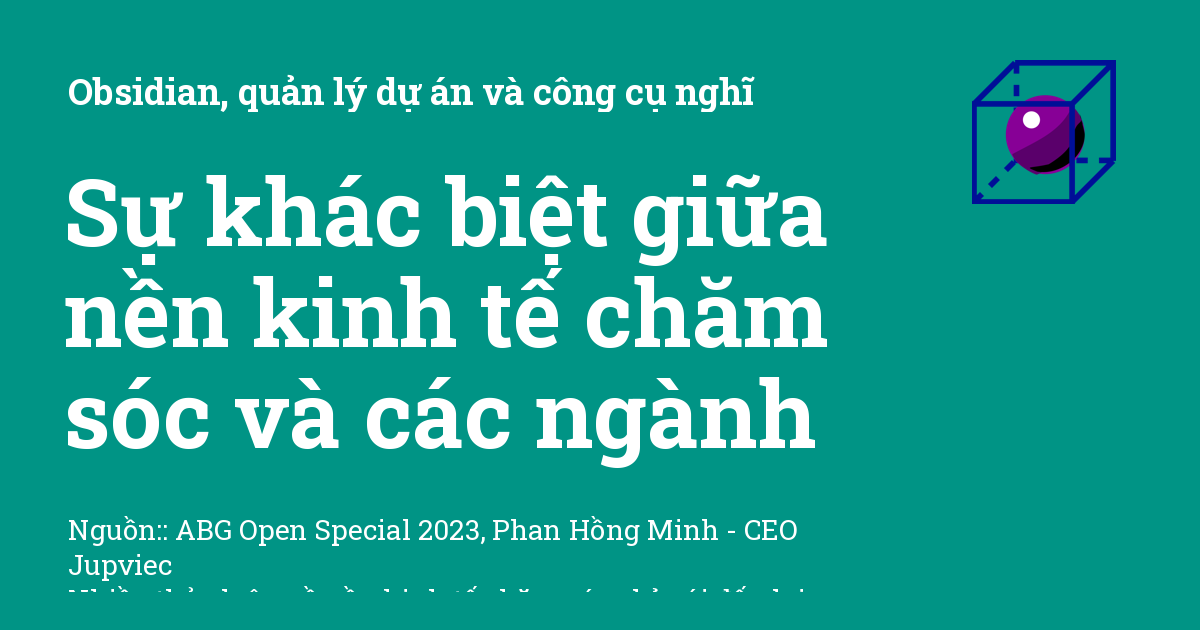 Obsidian, quản lý dự án và công cụ nghĩ
Sự khác biệt giữa
nền kinh tế chăm
sóc và các ngành
Nguồn:: ABG Open Special 2023, Phan Hồng Minh - CEO
Jupviec